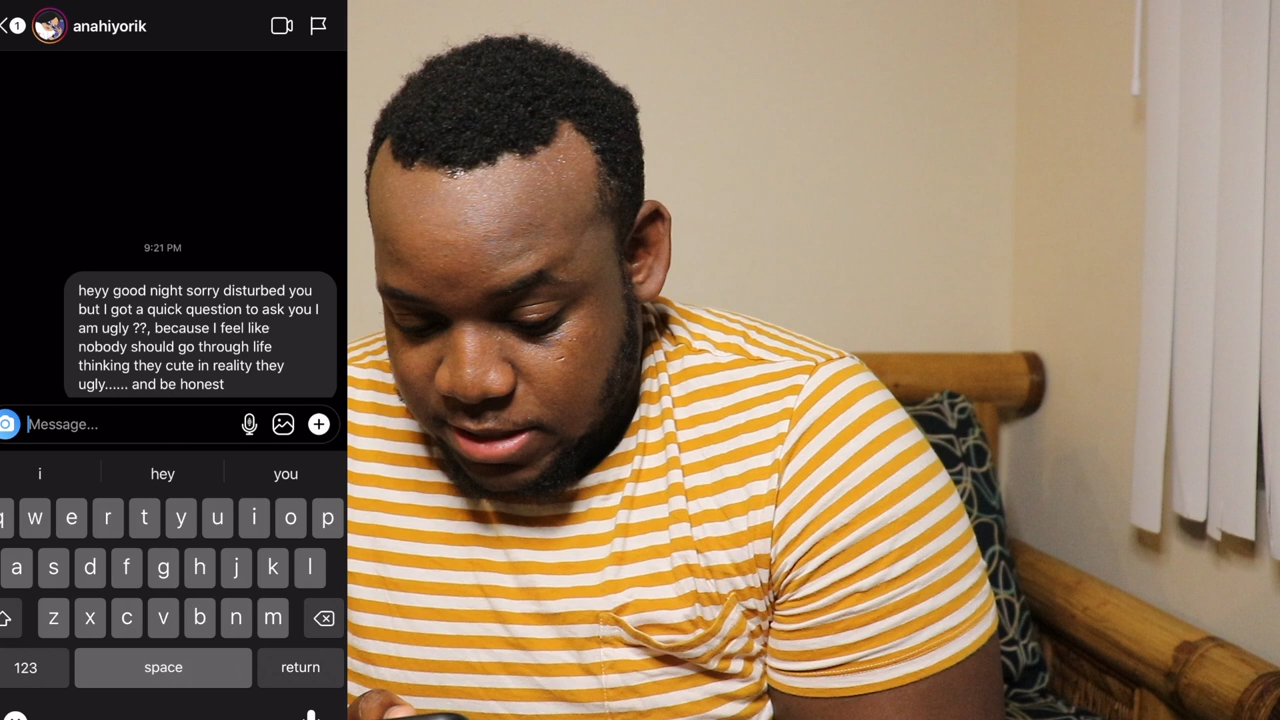 1
anahiyorik
9:21 PM
heyy good night sorry disturbed you
but I got a quick question to ask you I
am ugly ??, because I feel like
nobody should go through life
thinking they cute in reality they
ugly...... and be honest
Message...
i hey you
q w e r t y u i o p
a s d f g h j k l
z x c v b n m
123 space return